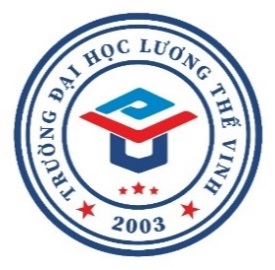 TRƯỜNG ĐẠI HỌC LƯƠNG THẾ VINH
2003